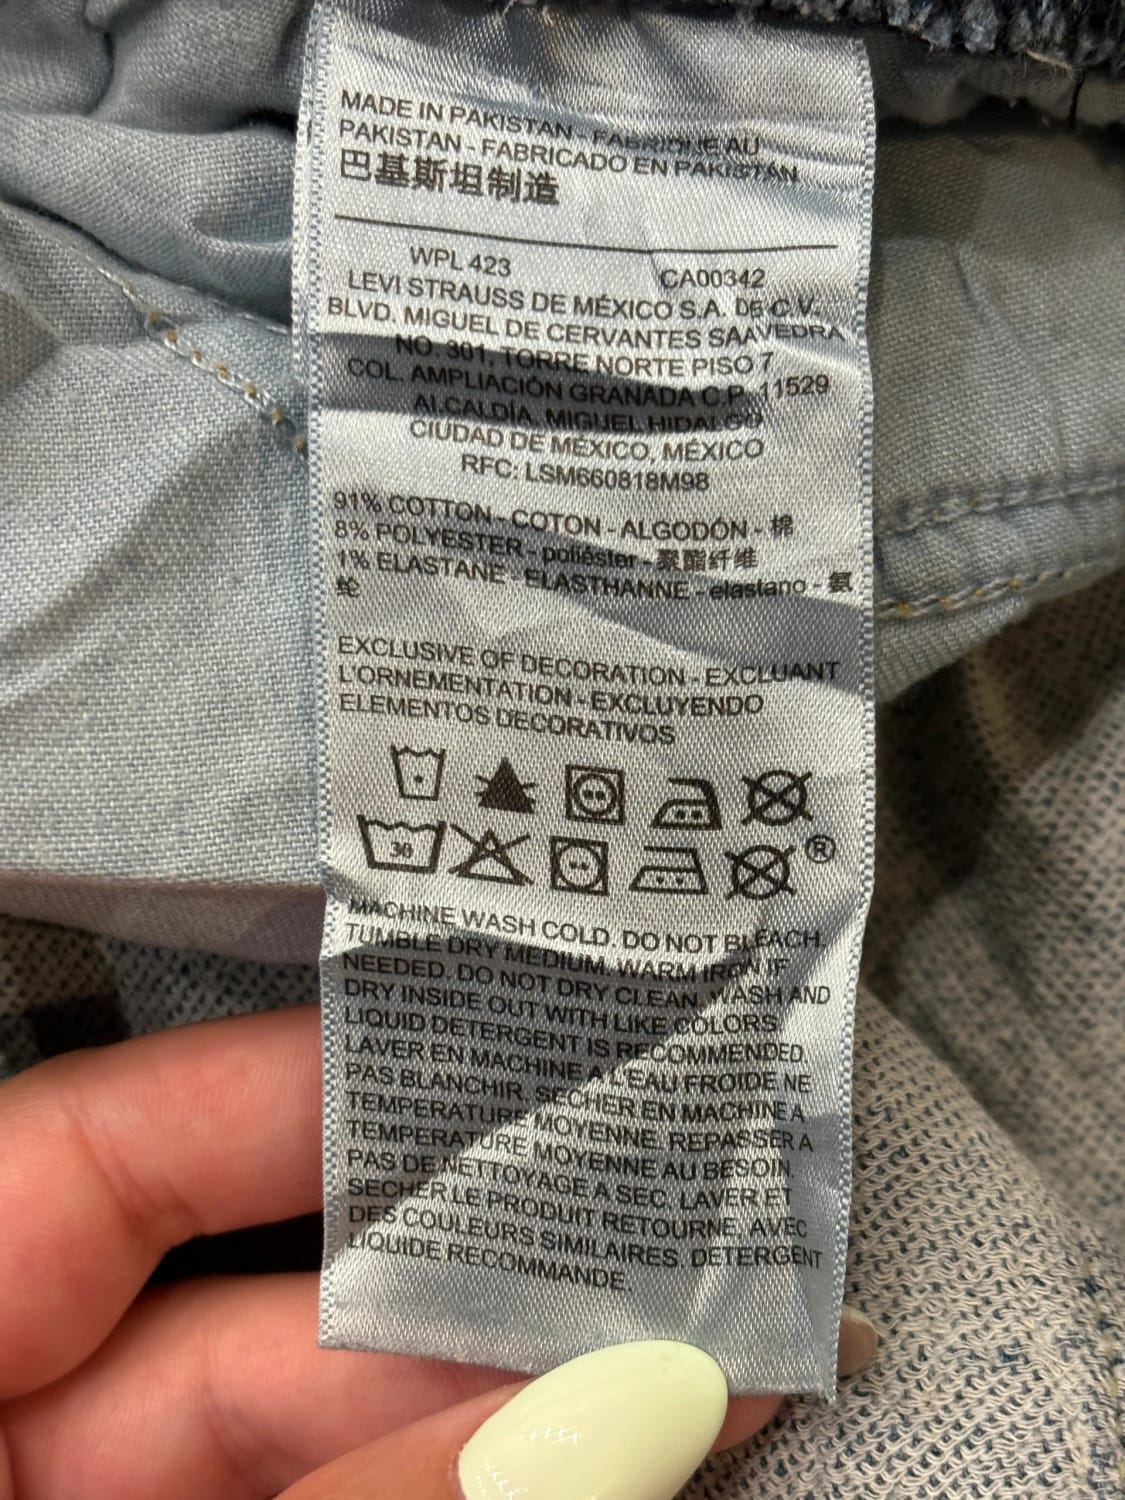 MADE IN PAKISTAN - FABRIQUE AU
PAKISTAN - FABRICADO EN PAKISTÁN
巴基斯坦制造
WPL 423 CA00342
LEVI STRAUSS DE MÉXICO S.A. DE C.V.
BLVD. MIGUEL DE CERVANTES SAAVEDRA
NO. 301, TORRE NORTE PISO 7
COL. AMPLIACIÓN GRANADA C.P. 11529
ALCALDÍA. MIGUEL HIDALGO
CIUDAD DE MÉXICO, MÉXICO
RFC: LSM660818M98
91% COTTON - COTON - ALGODÓN - 棉
8% POLYESTER - poliéster - 聚酯纤维
1% ELASTANE - ELASTHANNE - elastano - 氨
纶
EXCLUSIVE OF DECORATION - EXCLUANT
L'ORNEMENTATION - EXCLUYENDO
ELEMENTOS DECORATIVOS
30 ®
MACHINE WASH COLD. DO NOT BLEACH.
TUMBLE DRY MEDIUM. WARM IRON IF
NEEDED. DO NOT DRY CLEAN. WASH AND
DRY INSIDE OUT WITH LIKE COLORS
LIQUID DETERGENT IS RECOMMENDED.
LAVER EN MACHINE A L'EAU FROIDE NE
PAS BLANCHIR. SECHER EN MACHINE A
TEMPERATURE MOYENNE. REPASSER A
TEMPERATURE MOYENNE AU BESOIN.
PAS DE NETTOYAGE A SEC. LAVER ET
SECHER LE PRODUIT RETOURNE, AVEC
DES COULEURS SIMILAIRES. DETERGENT
LIQUIDE RECOMMANDE.